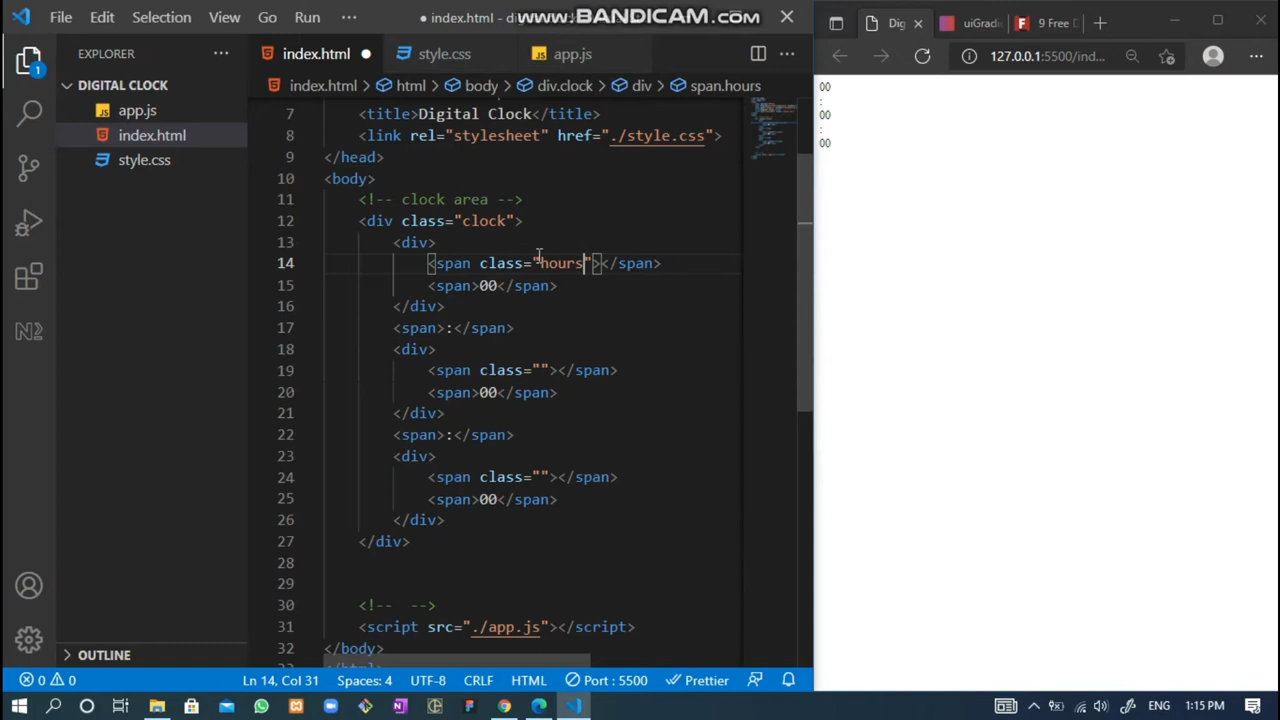 File Edit Selection View Go Run ··· ● index.html - dig www.BANDICAM.com
EXPLORER ···
DIGITAL CLOCK
app.js
index.html
style.css
OUTLINE
1
index.html ● style.css app.js ···
index.html > html > body > div.clock > div > span.hours
7 <title>Digital Clock</title>
8 <link rel="stylesheet" href="./style.css">
9 </head>
10 <body>
11 <!-- clock area -->
12 <div class="clock">
13 <div>
14 <span class="hours"></span>
15 <span>00</span>
16 </div>
17 <span>:</span>
18 <div>
19 <span class=""></span>
20 <span>00</span>
21 </div>
22 <span>:</span>
23 <div>
24 <span class=""></span>
25 <span>00</span>
26 </div>
27 </div>
28
29
30 <!--  -->
31 <script src="./app.js"></script>
32 </body>
0 0 Ln 14, Col 31 Spaces: 4 UTF-8 CRLF HTML Port : 5500 Prettier
Dig uiGradi 9 Free D
127.0.0.1:5500/ind...
00
:
00
:
00
ENG 1:15 PM